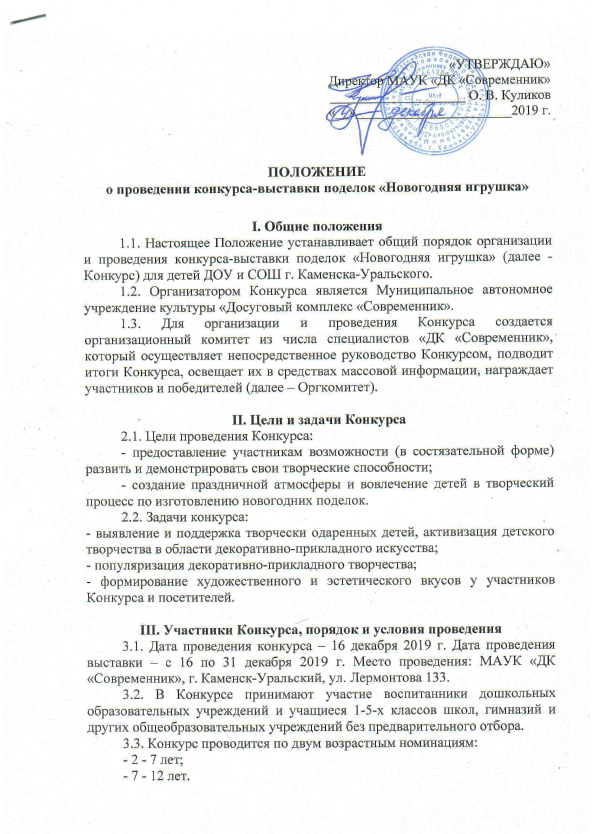 «УТВЕРЖДАЮ»
Директор МАУК «ДК «Современник»
О. В. Куликов
декабря 2019 г.
ПОЛОЖЕНИЕ
о проведении конкурса-выставки поделок «Новогодняя игрушка»
I. Общие положения
1.1. Настоящее Положение устанавливает общий порядок организации
и проведения конкурса-выставки поделок «Новогодняя игрушка» (далее -
Конкурс) для детей ДОУ и СОШ г. Каменска-Уральского.
1.2. Организатором Конкурса является Муниципальное автономное
учреждение культуры «Досуговый комплекс «Современник».
1.3. Для организации и проведения Конкурса создается
организационный комитет из числа специалистов «ДК «Современник»,
который осуществляет непосредственное руководство Конкурсом, подводит
итоги Конкурса, освещает их в средствах массовой информации, награждает
участников и победителей (далее – Оргкомитет).
II. Цели и задачи Конкурса
2.1. Цели проведения Конкурса:
- предоставление участникам возможности (в состязательной форме)
развить и демонстрировать свои творческие способности;
- создание праздничной атмосферы и вовлечение детей в творческий
процесс по изготовлению новогодних поделок.
2.2. Задачи конкурса:
- выявление и поддержка творчески одаренных детей, активизация детского
творчества в области декоративно-прикладного искусства;
- популяризация декоративно-прикладного творчества;
- формирование художественного и эстетического вкусов у участников
Конкурса и посетителей.
III. Участники Конкурса, порядок и условия проведения
3.1. Дата проведения конкурса – 16 декабря 2019 г. Дата проведения
выставки – с 16 по 31 декабря 2019 г. Место проведения: МАУК «ДК
«Современник», г. Каменск-Уральский, ул. Лермонтова 133.
3.2. В Конкурсе принимают участие воспитанники дошкольных
образовательных учреждений и учащиеся 1-5-х классов школ, гимназий и
других общеобразовательных учреждений без предварительного отбора.
3.3. Конкурс проводится по двум возрастным номинациям:
- 2 - 7 лет;
- 7 - 12 лет.